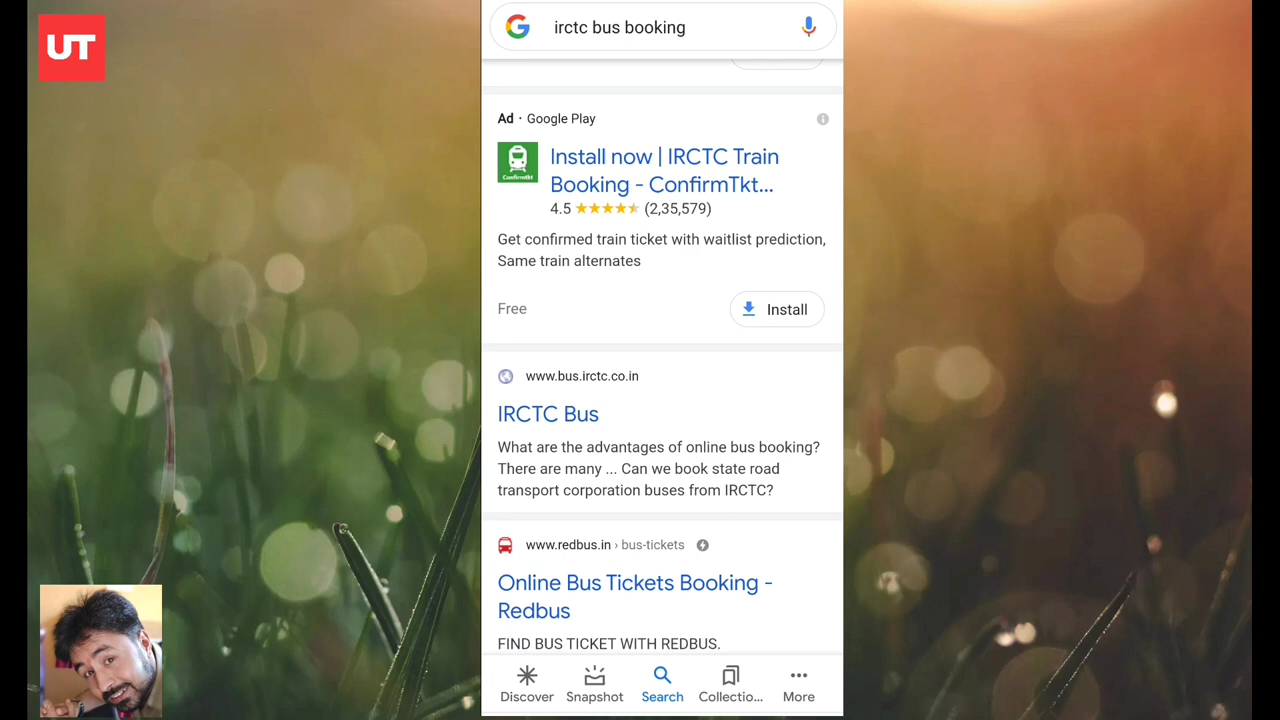 UT
irctc bus booking
Ad · Google Play
ConfirmTkt
Install now | IRCTC Train
Booking - ConfirmTkt...
4.5 ★★★★★ (2,35,579)
Get confirmed train ticket with waitlist prediction,
Same train alternates
Free
Install
www.bus.irctc.co.in
IRCTC Bus
What are the advantages of online bus booking?
There are many ... Can we book state road
transport corporation buses from IRCTC?
www.redbus.in › bus-tickets
Online Bus Tickets Booking -
Redbus
FIND BUS TICKET WITH REDBUS.
Discover Snapshot Search Collectio... More